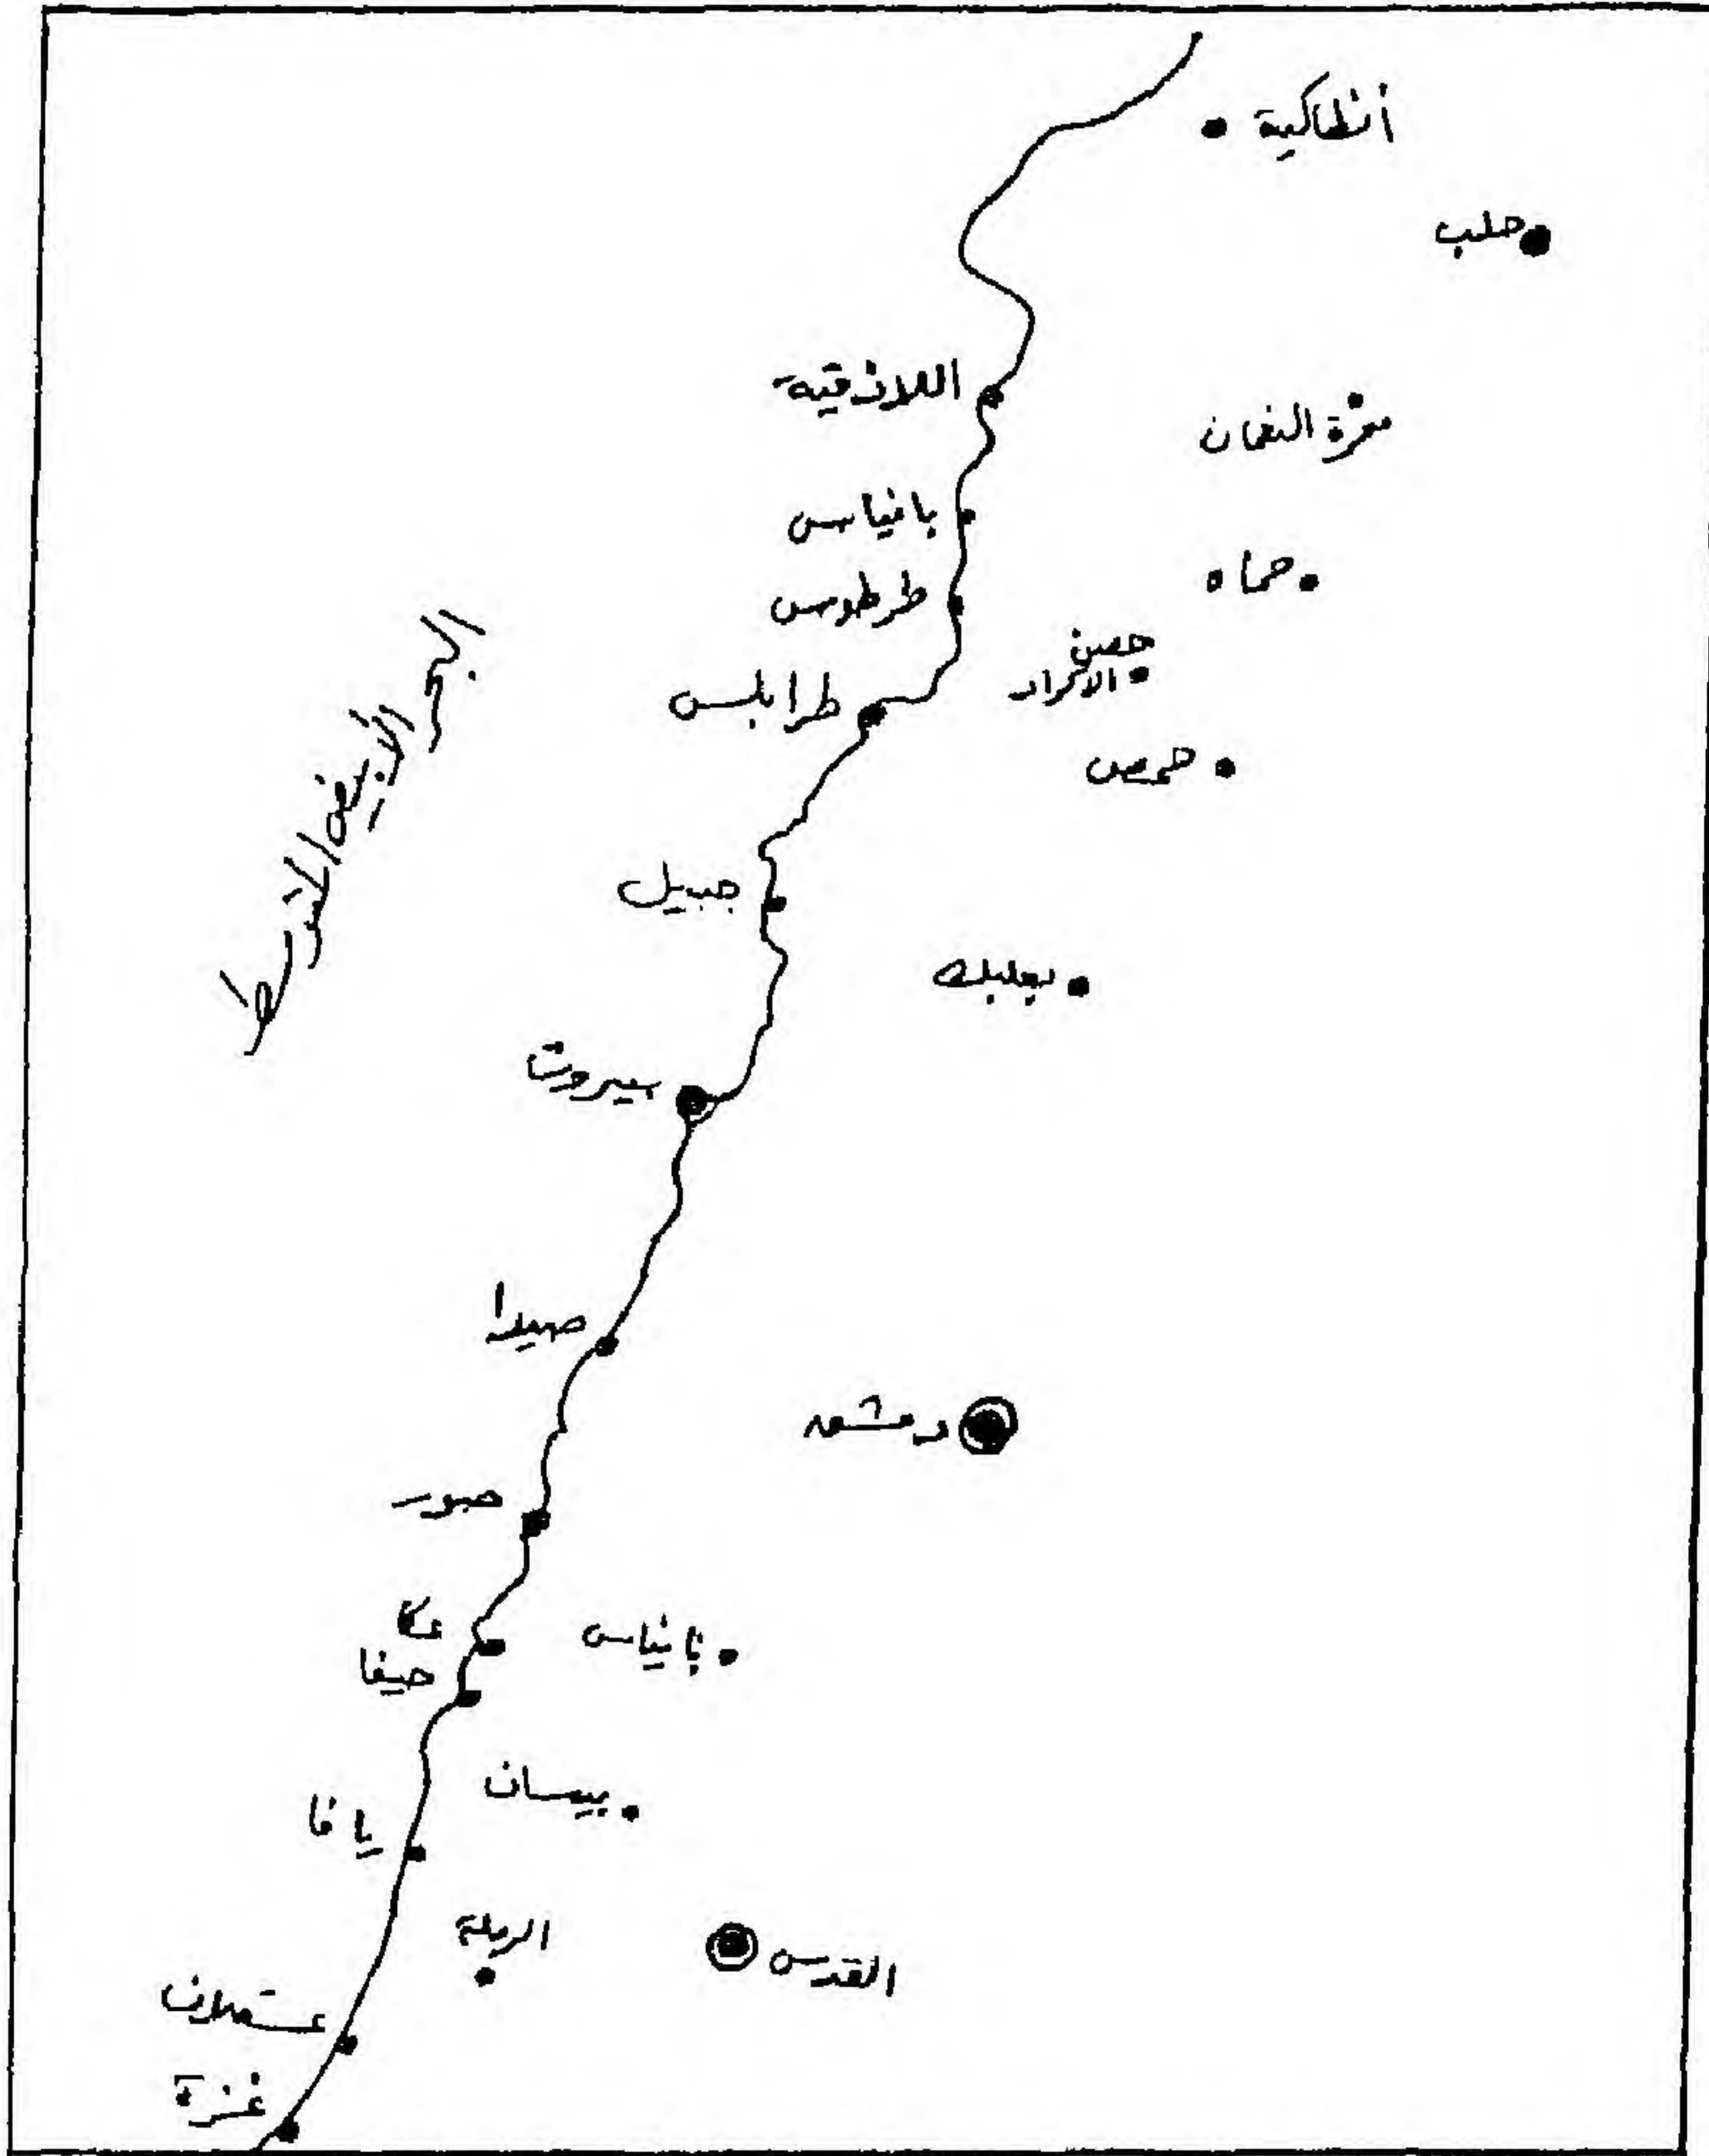 أنطاكية
حلب
اللاذقية
معرة النعمان
بانياس
حماه
طرطوس
حصن
الاكراد
طرابلس
حمص
البحر الأبيض المتوسط
جبيل
بعلبك
بيروت
صيدا
دمشق
صور
عكا
بانياس
حيفا
بيسان
يافا
الرملة
القدس
عسقلان
غزة